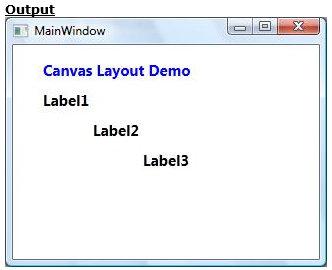 Output
MainWindow
Canvas Layout Demo
Label1
Label2
Label3